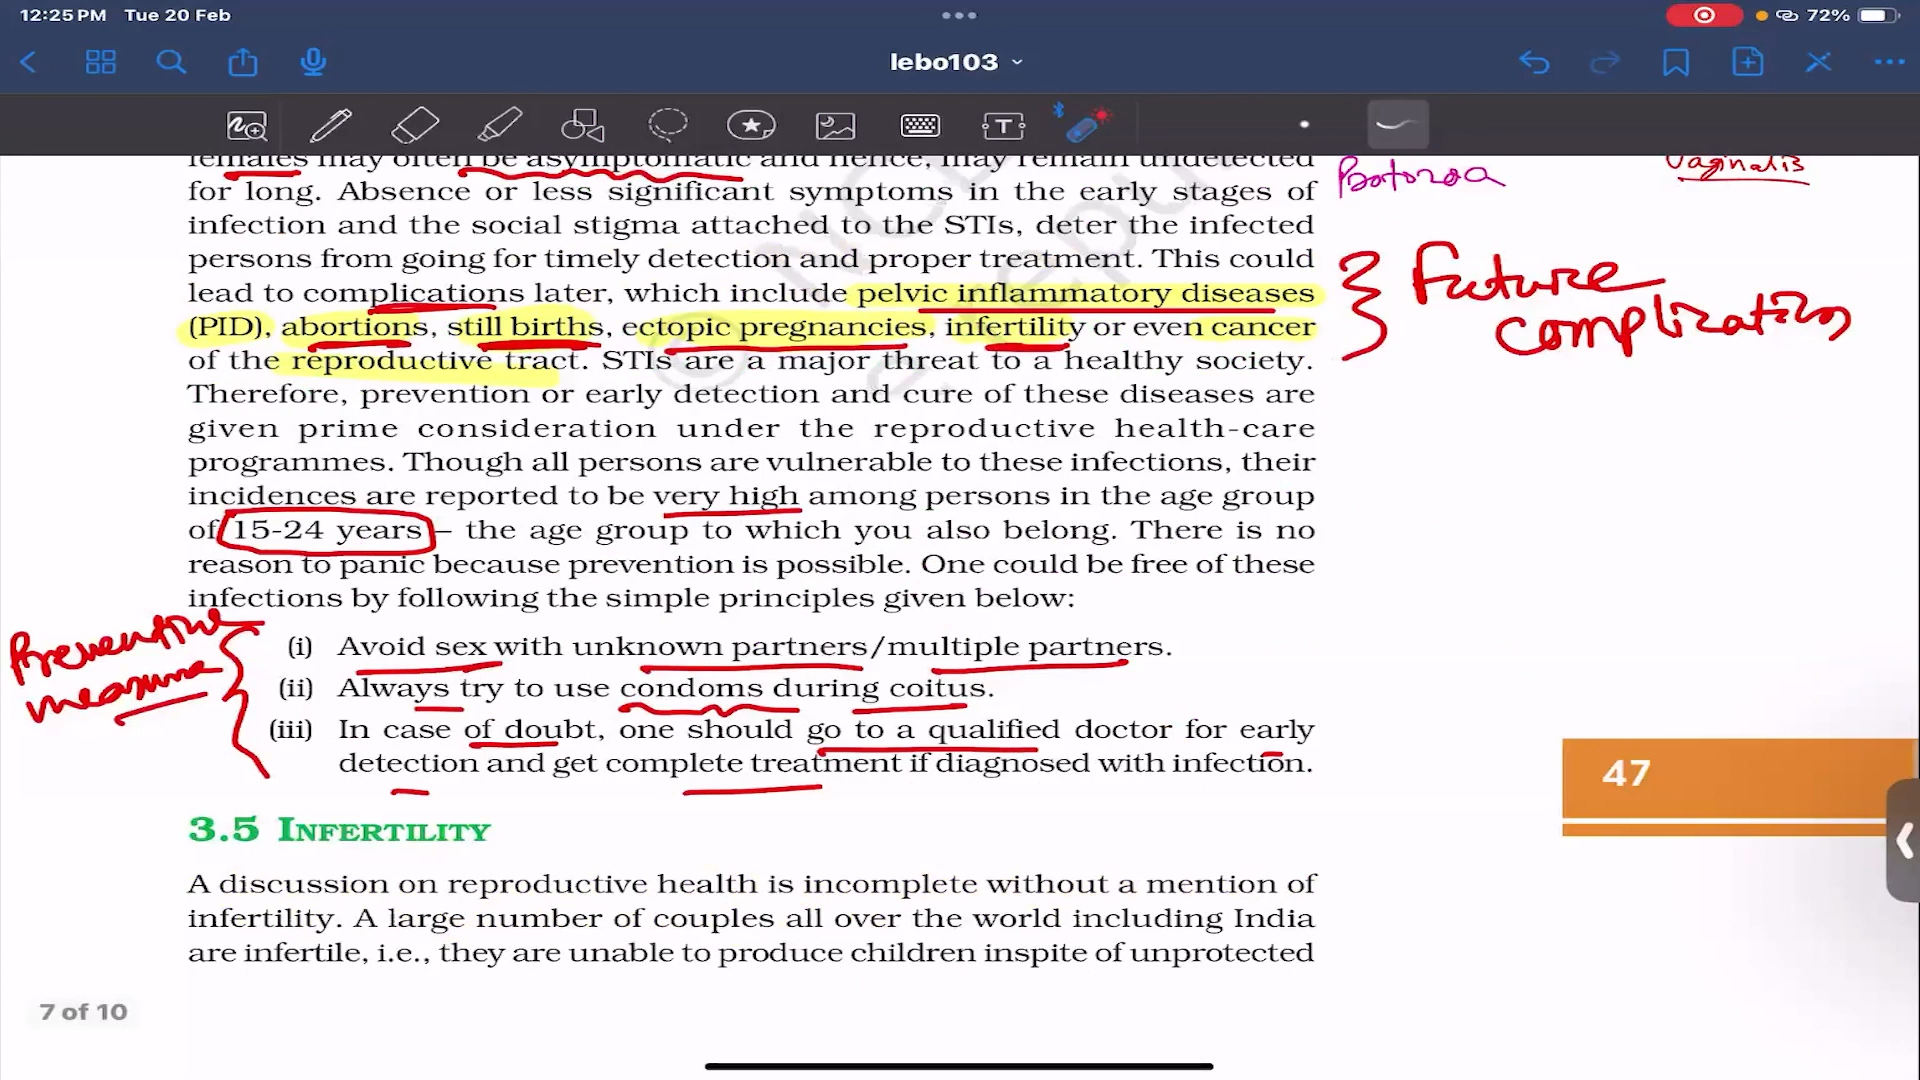 12:25 PM Tue 20 Feb
72%
lebo103
T
females may often be asymptomatic and hence, may remain undetected
for long. Absence or less significant symptoms in the early stages of
infection and the social stigma attached to the STIs, deter the infected
persons from going for timely detection and proper treatment. This could
lead to complications later, which include pelvic inflammatory diseases
(PID), abortions, still births, ectopic pregnancies, infertility or even cancer
of the reproductive tract. STIs are a major threat to a healthy society.
Therefore, prevention or early detection and cure of these diseases are
given prime consideration under the reproductive health-care
programmes. Though all persons are vulnerable to these infections, their
incidences are reported to be very high among persons in the age group
of 15-24 years – the age group to which you also belong. There is no
reason to panic because prevention is possible. One could be free of these
infections by following the simple principles given below:
(i) Avoid sex with unknown partners/multiple partners.
(ii) Always try to use condoms during coitus.
(iii) In case of doubt, one should go to a qualified doctor for early
detection and get complete treatment if diagnosed with infection.
3.5 INFERTILITY
A discussion on reproductive health is incomplete without a mention of
infertility. A large number of couples all over the world including India
are infertile, i.e., they are unable to produce children inspite of unprotected
vaginalis
Future
complications
Preventive
measure
47
7 of 10